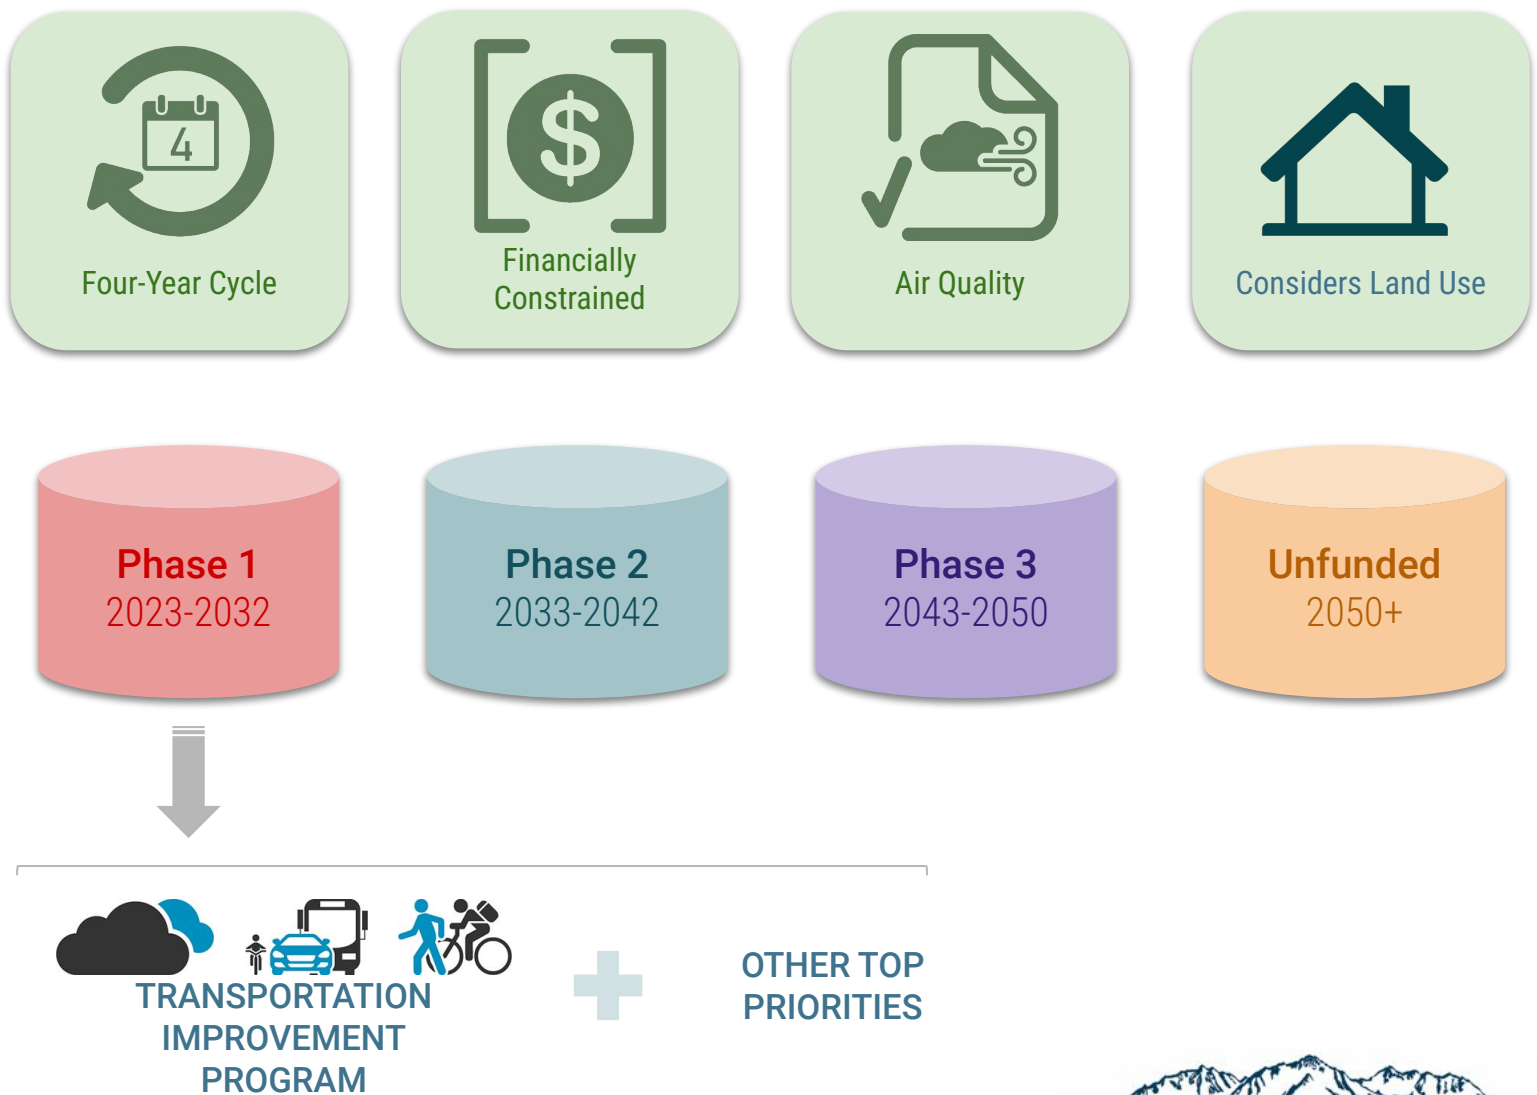 4
$
Four-Year Cycle
Financially
Constrained
Air Quality
Considers Land Use
Phase 1
2023-2032
Phase 2
2033-2042
Phase 3
2043-2050
Unfunded
2050+
TRANSPORTATION
IMPROVEMENT
PROGRAM
OTHER TOP
PRIORITIES